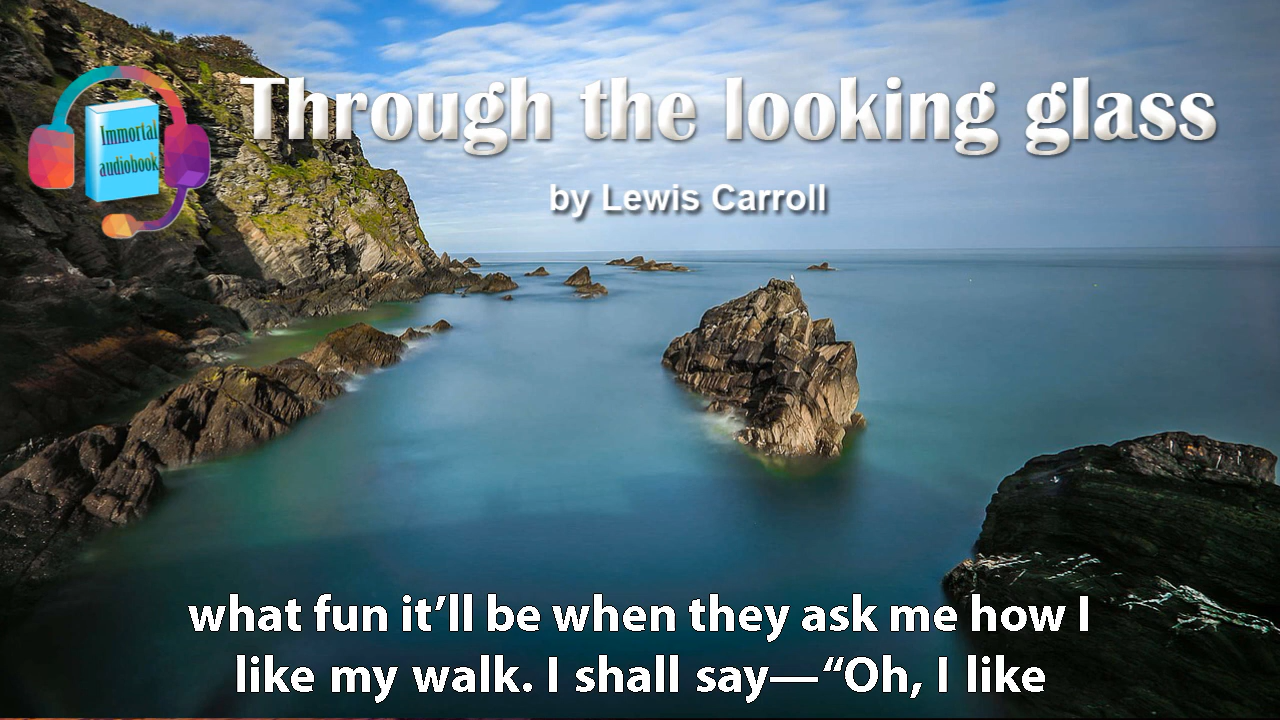 Through the looking glass
Immortal
audiobook
by Lewis Carroll
what fun it’ll be when they ask me how I
like my walk. I shall say—“Oh, I like